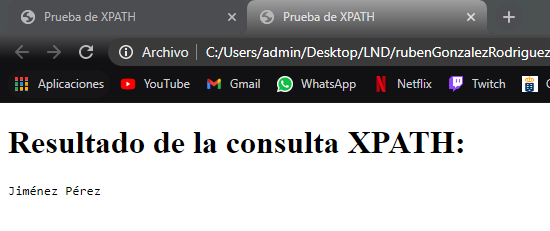 Prueba de XPATH
Prueba de XPATH
Archivo C:/Users/admin/Desktop/LND/rubenGonzalezRodriguez
Aplicaciones YouTube Gmail WhatsApp Netflix Twitch
Resultado de la consulta XPATH:
Jiménez Pérez